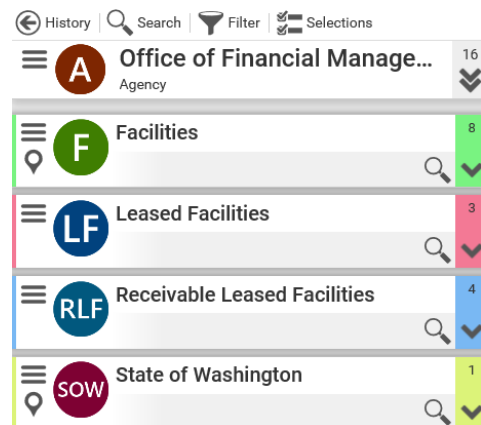 History Search Filter Selections
A Office of Financial Manage... 16
Agency
F Facilities 8
LF Leased Facilities 3
RLF Receivable Leased Facilities 4
SOW State of Washington 1